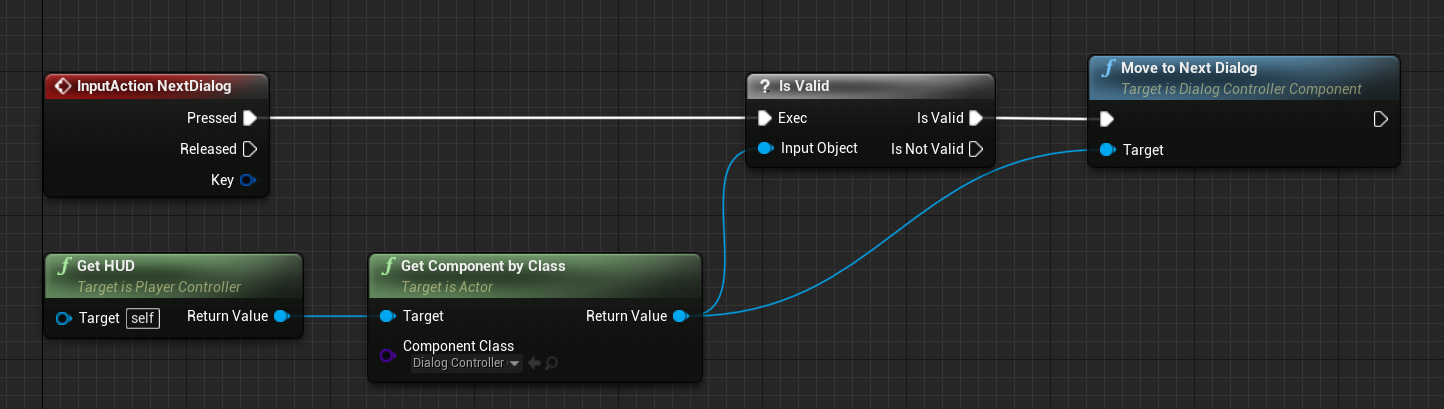 InputAction NextDialog
Pressed
Released
Key
? Is Valid
Exec
Is Valid
Input Object
Is Not Valid
f Move to Next Dialog
Target is Dialog Controller Component
Target
f Get HUD
Target is Player Controller
Target self
Return Value
f Get Component by Class
Target is Actor
Target
Return Value
Component Class
Dialog Controller